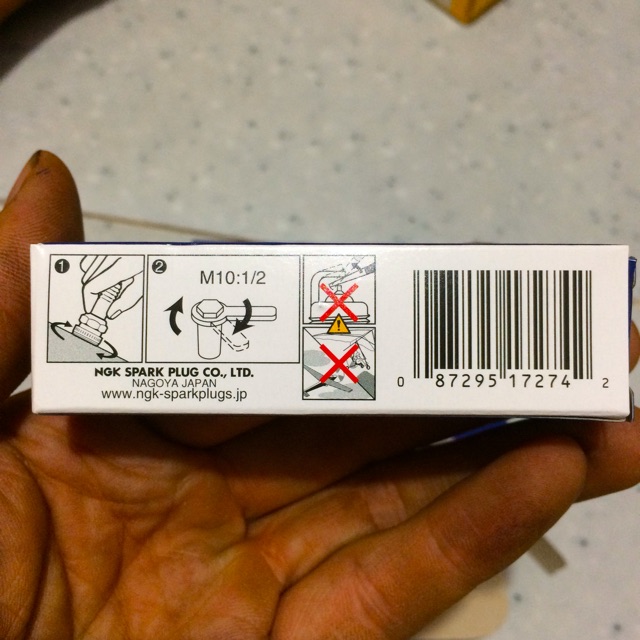 1
2
M10:1/2
NGK SPARK PLUG CO., LTD.
NAGOYA JAPAN
www.ngk-sparkplugs.jp
0 87295 17274 2